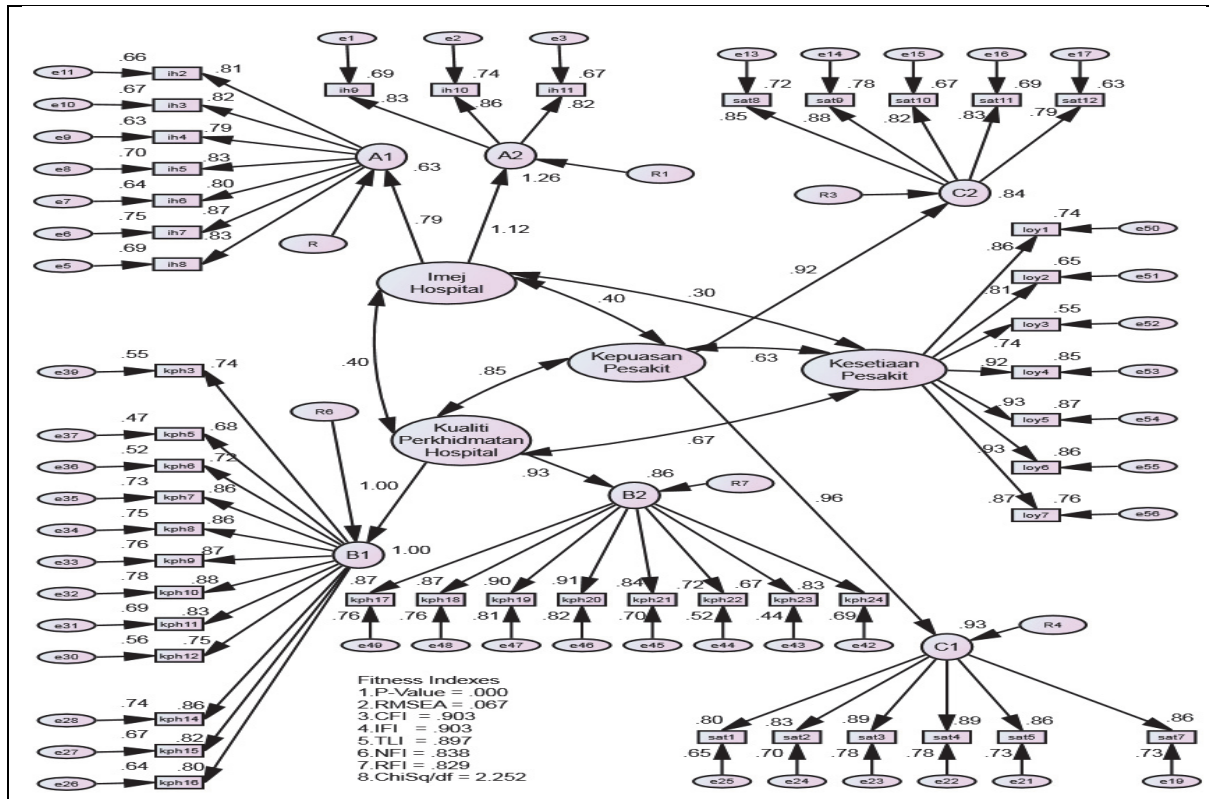 e1
e2
e3
e13
e14
e15
e16
e17
e11
.66
ih2
.81
.69
ih9
.83
.74
ih10
.86
.67
ih11
.82
.72
sat8
.85
.78
sat9
.88
.67
sat10
.82
.69
sat11
.83
.63
sat12
.79
e10
.67
ih3
.82
e9
.63
ih4
.79
e8
.70
ih5
.83
e7
.64
ih6
.80
e6
.75
ih7
.87
e5
.69
ih8
.83
A1
.63
A2
1.26
R1
R
R3
C2
.84
.79
1.12
Imej
Hospital
.92
.40
.30
.40
.74
loy1
.86
e50
.65
loy2
.81
e51
.55
loy3
.74
e52
.85
loy4
.92
e53
.87
loy5
.93
e54
.86
loy6
.93
e55
.76
loy7
.87
e56
Kepuasan
Pesakit
.63
Kesetiaan
Pesakit
.85
Kualiti
Perkhidmatan
Hospital
.67
.93
1.00
.96
R6
e39
.55
kph3
.74
e37
.47
kph5
.68
e36
.52
kph6
.72
e35
.73
kph7
.86
e34
.75
kph8
.86
e33
.76
kph9
.87
e32
.78
kph10
.88
e31
.69
kph11
.83
e30
.56
kph12
.75
e28
.74
kph14
.86
e27
.67
kph15
.82
e26
.64
kph16
.80
B1
1.00
B2
.86
R7
.87
.87
.90
.91
.84
.72
.67
.83
kph17
kph18
kph19
kph20
kph21
kph22
kph23
kph24
.76
.76
.81
.82
.70
.52
.44
.69
e49
e48
e47
e46
e45
e44
e43
e42
.93
C1
R4
.80
.83
.89
.89
.86
.86
sat1
sat2
sat3
sat4
sat5
sat7
.65
.70
.78
.78
.73
.73
e25
e24
e23
e22
e21
e19
Fitness Indexes
1.P-Value = .000
2.RMSEA = .067
3.CFI = .903
4.IFI = .903
5.TLI = .897
6.NFI = .838
7.RFI = .829
8.ChiSq/df = 2.252